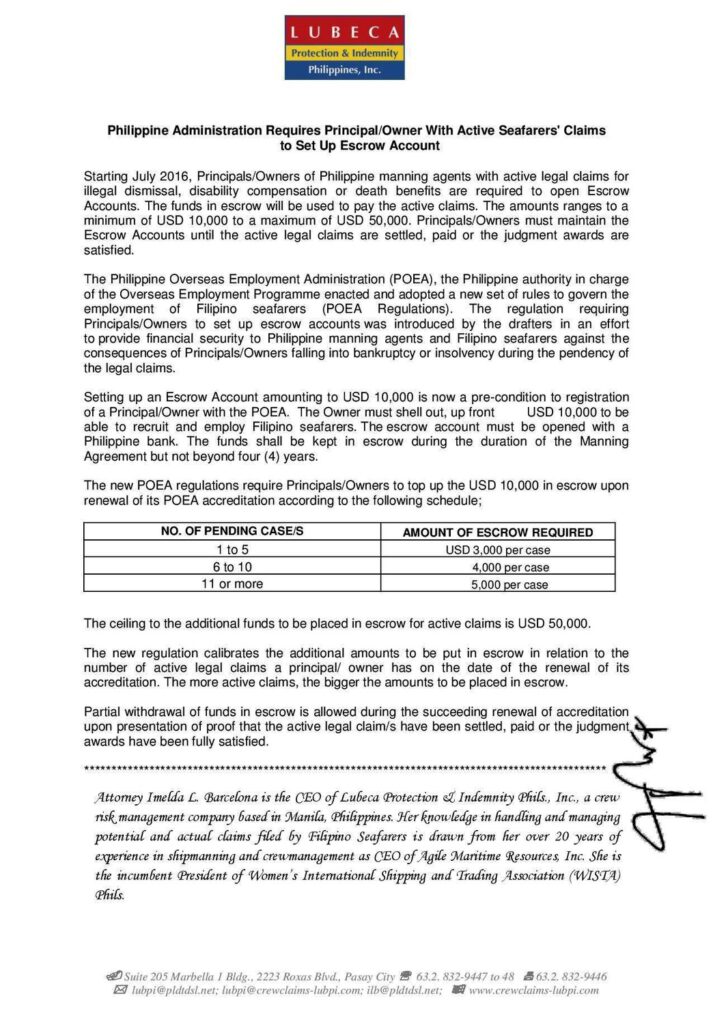 LUBECA
Protection & Indemnity
Philippines, Inc.
Philippine Administration Requires Principal/Owner With Active Seafarers' Claims
to Set Up Escrow Account
Starting July 2016, Principals/Owners of Philippine manning agents with active legal claims for
illegal dismissal, disability compensation or death benefits are required to open Escrow
Accounts. The funds in escrow will be used to pay the active claims. The amounts ranges to a
minimum of USD 10,000 to a maximum of USD 50,000. Principals/Owners must maintain the
Escrow Accounts until the active legal claims are settled, paid or the judgment awards are
satisfied.
The Philippine Overseas Employment Administration (POEA), the Philippine authority in charge
of the Overseas Employment Programme enacted and adopted a new set of rules to govern the
employment of Filipino seafarers (POEA Regulations). The regulation requiring
Principals/Owners to set up escrow accounts was introduced by the drafters in an effort
to provide financial security to Philippine manning agents and Filipino seafarers against the
consequences of Principals/Owners falling into bankruptcy or insolvency during the pendency of
the legal claims.
Setting up an Escrow Account amounting to USD 10,000 is now a pre-condition to registration
of a Principal/Owner with the POEA. The Owner must shell out, up front USD 10,000 to be
able to recruit and employ Filipino seafarers. The escrow account must be opened with a
Philippine bank. The funds shall be kept in escrow during the duration of the Manning
Agreement but not beyond four (4) years.
The new POEA regulations require Principals/Owners to top up the USD 10,000 in escrow upon
renewal of its POEA accreditation according to the following schedule;
NO. OF PENDING CASE/S AMOUNT OF ESCROW REQUIRED
1 to 5 USD 3,000 per case
6 to 10 4,000 per case
11 or more 5,000 per case
The ceiling to the additional funds to be placed in escrow for active claims is USD 50,000.
The new regulation calibrates the additional amounts to be put in escrow in relation to the
number of active legal claims a principal/ owner has on the date of the renewal of its
accreditation. The more active claims, the bigger the amounts to be placed in escrow.
Partial withdrawal of funds in escrow is allowed during the succeeding renewal of accreditation
upon presentation of proof that the active legal claim/s have been settled, paid or the judgment
awards have been fully satisfied.
************************************************************************************************
Attorney Imelda L. Barcelona is the CEO of Lubeca Protection & Indemnity Phils., Inc., a crew
risk management company based in Manila, Philippines. Her knowledge in handling and managing
potential and actual claims filed by Filipino Seafarers is drawn from her over 20 years of
experience in shipmanning and crewmanagement as CEO of Agile Maritime Resources, Inc. She is
the incumbent President of Women's International Shipping and Trading Association (WISTA)
Phils.
Suite 205 Marbella 1 Bldg., 2223 Roxas Blvd., Pasay City 63.2. 832-9447 to 48 63.2. 832-9446
lubpi@pldtdsl.net; lubpi@crewclaims-lubpi.com; ilb@pldtdsl.net; www.crewclaims-lubpi.com